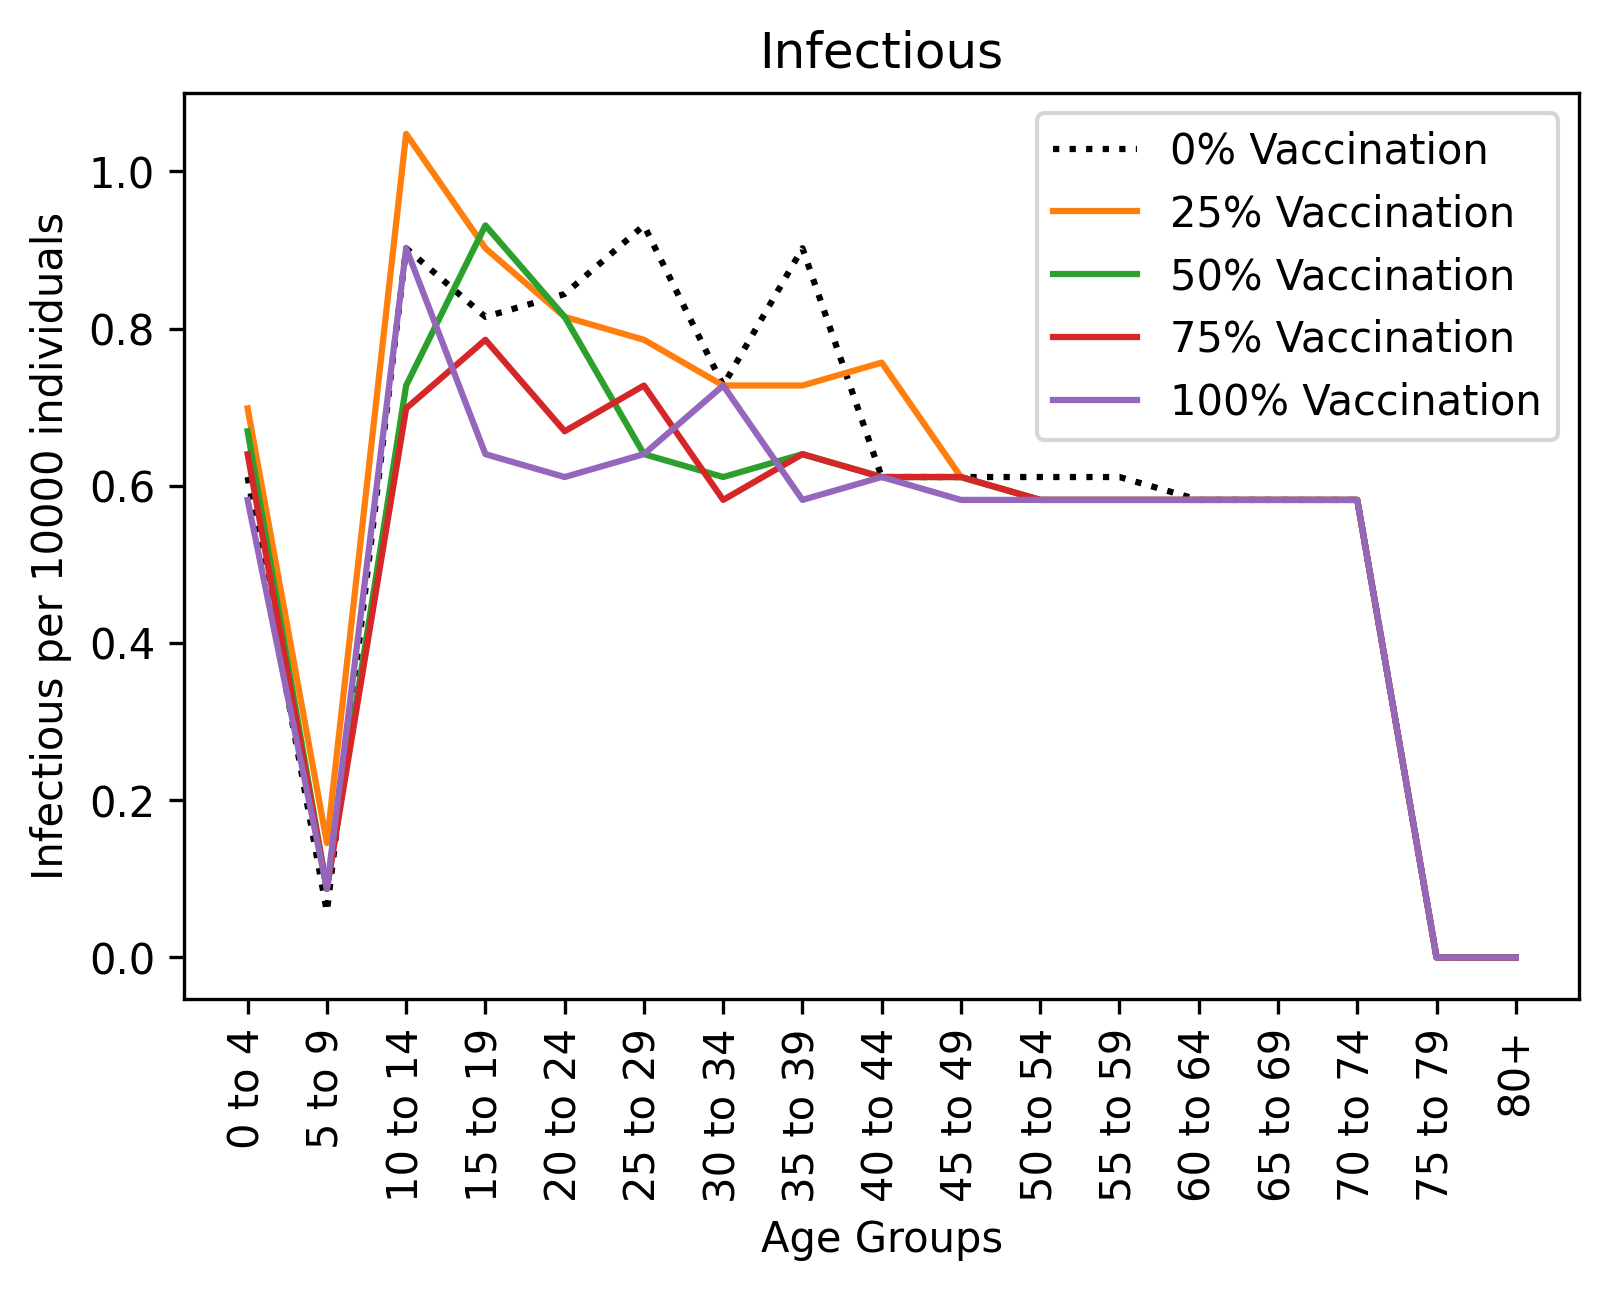 Infectious
Infectious per 10000 individuals
1.0
0.8
0.6
0.4
0.2
0.0
0% Vaccination
25% Vaccination
50% Vaccination
75% Vaccination
100% Vaccination
0 to 4
5 to 9
10 to 14
15 to 19
20 to 24
25 to 29
30 to 34
35 to 39
40 to 44
45 to 49
50 to 54
55 to 59
60 to 64
65 to 69
70 to 74
75 to 79
80+
Age Groups